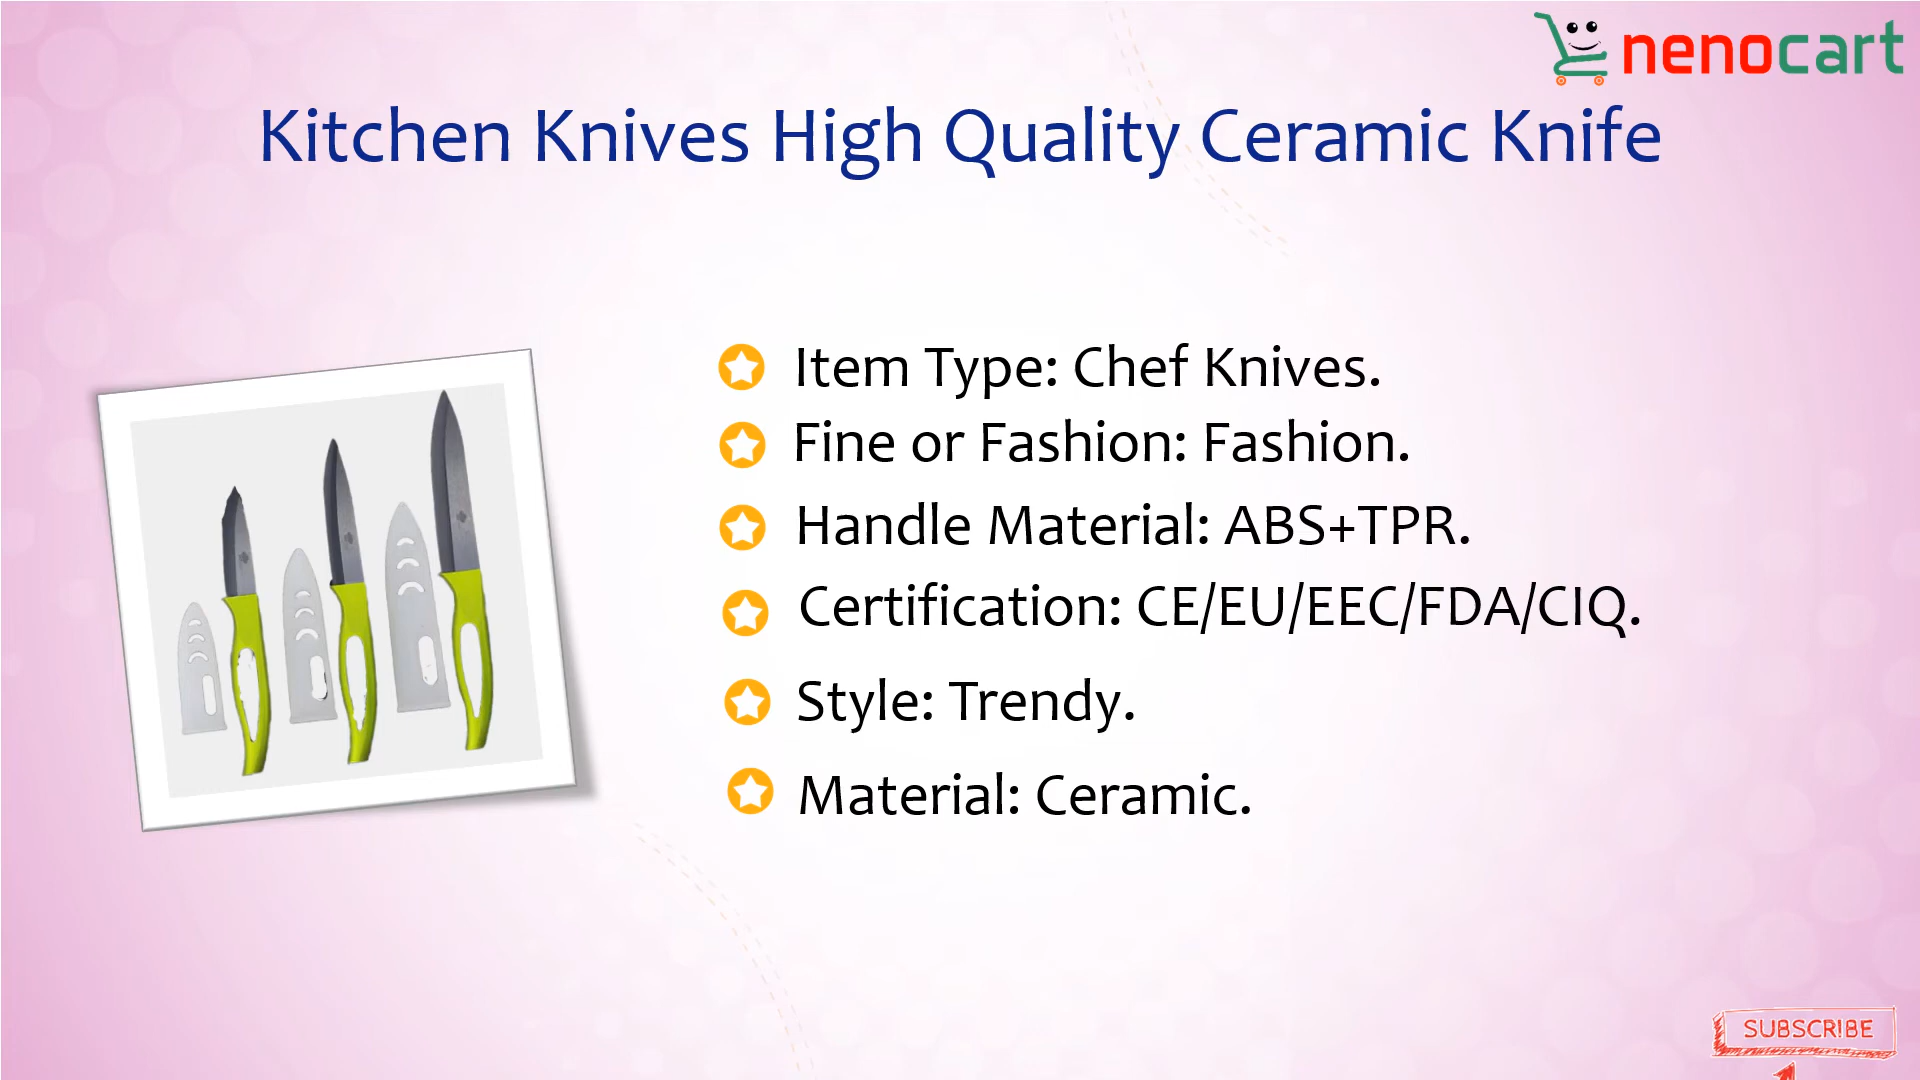 nenocart
Kitchen Knives High Quality Ceramic Knife
Item Type: Chef Knives.
Fine or Fashion: Fashion.
Handle Material: ABS+TPR.
Certification: CE/EU/EEC/FDA/CIQ.
Style: Trendy.
Material: Ceramic.
SUBSCRIBE